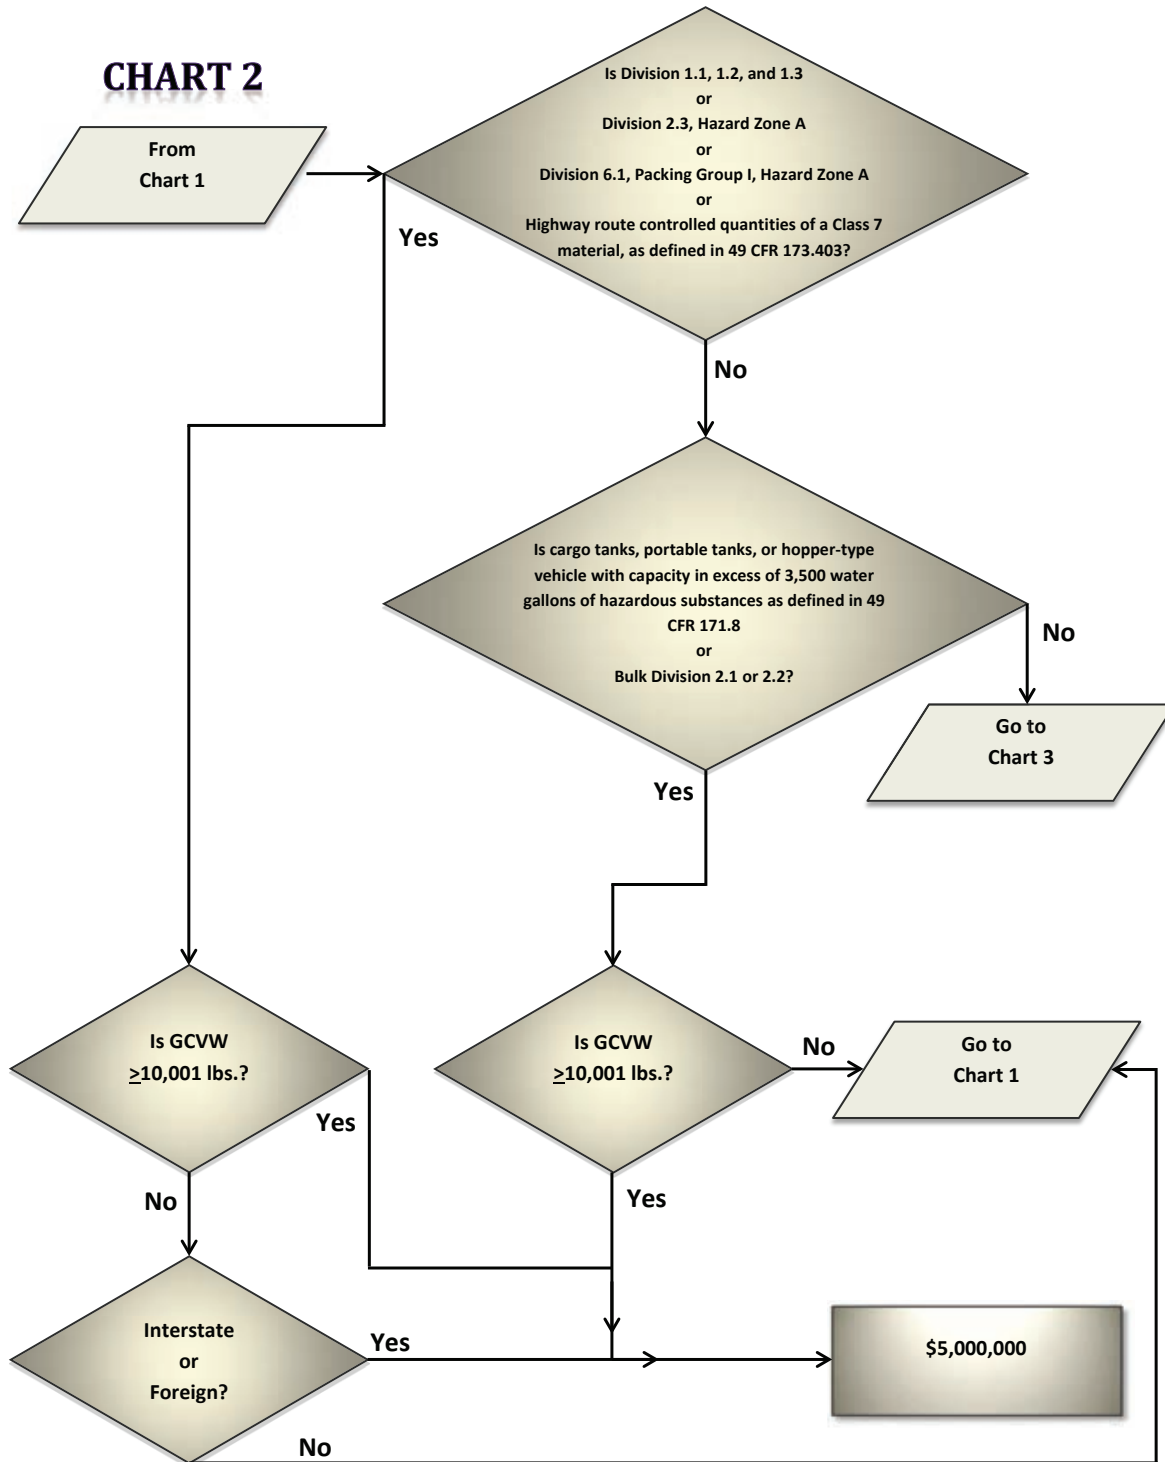 CHART 2
From
Chart 1
Is Division 1.1, 1.2, and 1.3
or
Division 2.3, Hazard Zone A
or
Division 6.1, Packing Group I, Hazard Zone A
or
Highway route controlled quantities of a Class 7
material, as defined in 49 CFR 173.403?
Yes
No
Is cargo tanks, portable tanks, or hopper-type
vehicle with capacity in excess of 3,500 water
gallons of hazardous substances as defined in 49
CFR 171.8
or
Bulk Division 2.1 or 2.2?
No
Go to
Chart 3
Yes
Is GCVW
≥10,001 lbs.?
Yes
No
Is GCVW
≥10,001 lbs.?
No
Yes
Go to
Chart 1
Interstate
or
Foreign?
Yes
No
$5,000,000